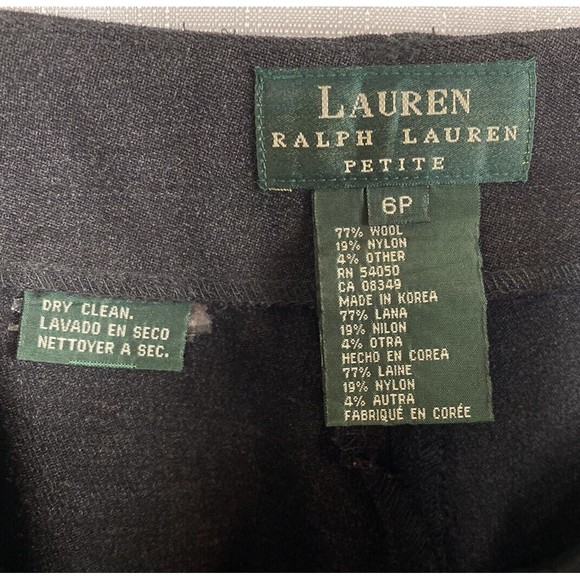 LAUREN
RALPH LAUREN
PETITE
6P
77% WOOL
19% NYLON
4% OTHER
RN 54050
CA 08349
MADE IN KOREA
77% LANA
19% NILON
4% OTRA
HECHO EN COREA
77% LAINE
19% NYLON
4% AUTRA
FABRIQUÉ EN CORÉE
DRY CLEAN.
LAVADO EN SECO
NETTOYER A SEC.